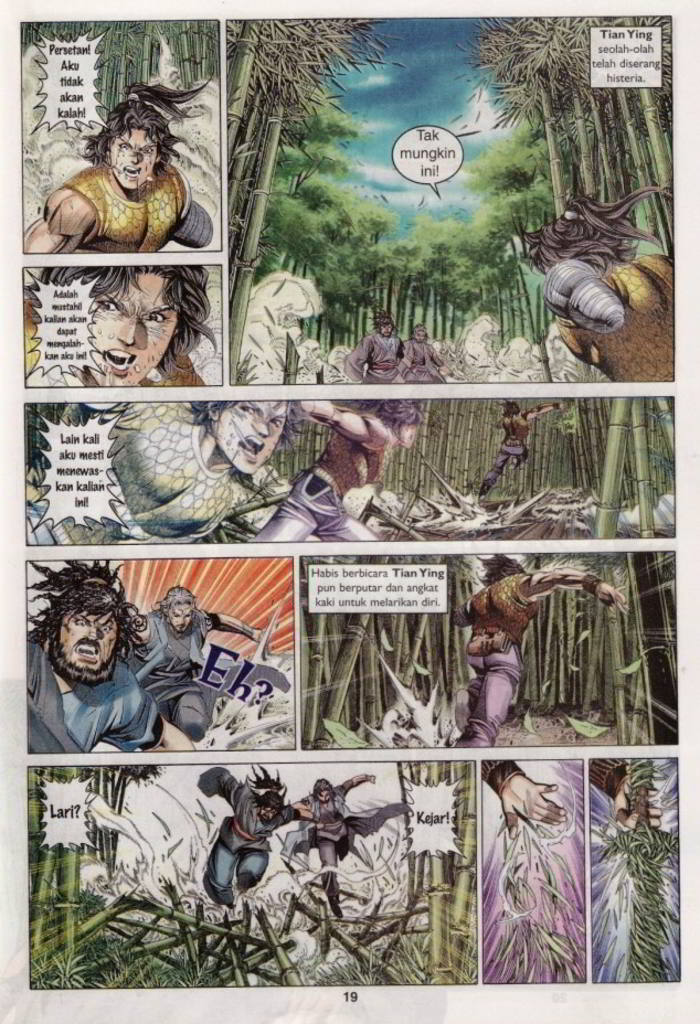 Persetan!
Aku
tidak
akan
kalah!
Tian Ying
seolah-olah
telah diserang
histeria.
Tak
mungkin
ini!
Adalah
mustahil
kalian akan
dapat
mengalah-
kan aku ini!
Lain kali
aku mesti
menewas-
kan kalian
ini!
Eh?
Habis berbicara Tian Ying
pun berputar dan angkat
kaki untuk melarikan diri.
Lari?
Kejar!
19